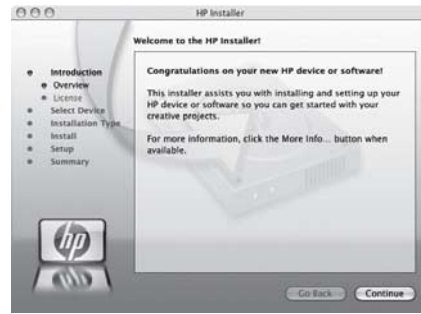 HP Installer
Welcome to the HP Installer!
Introduction
Overview
License
Select Device
Installation Type
Install
Setup
Summary
Congratulations on your new HP device or software!
This installer assists you with installing and setting up your
HP device or software so you can get started with your
creative projects.
For more information, click the More Info... button when
available.
hp
Go Back
Continue